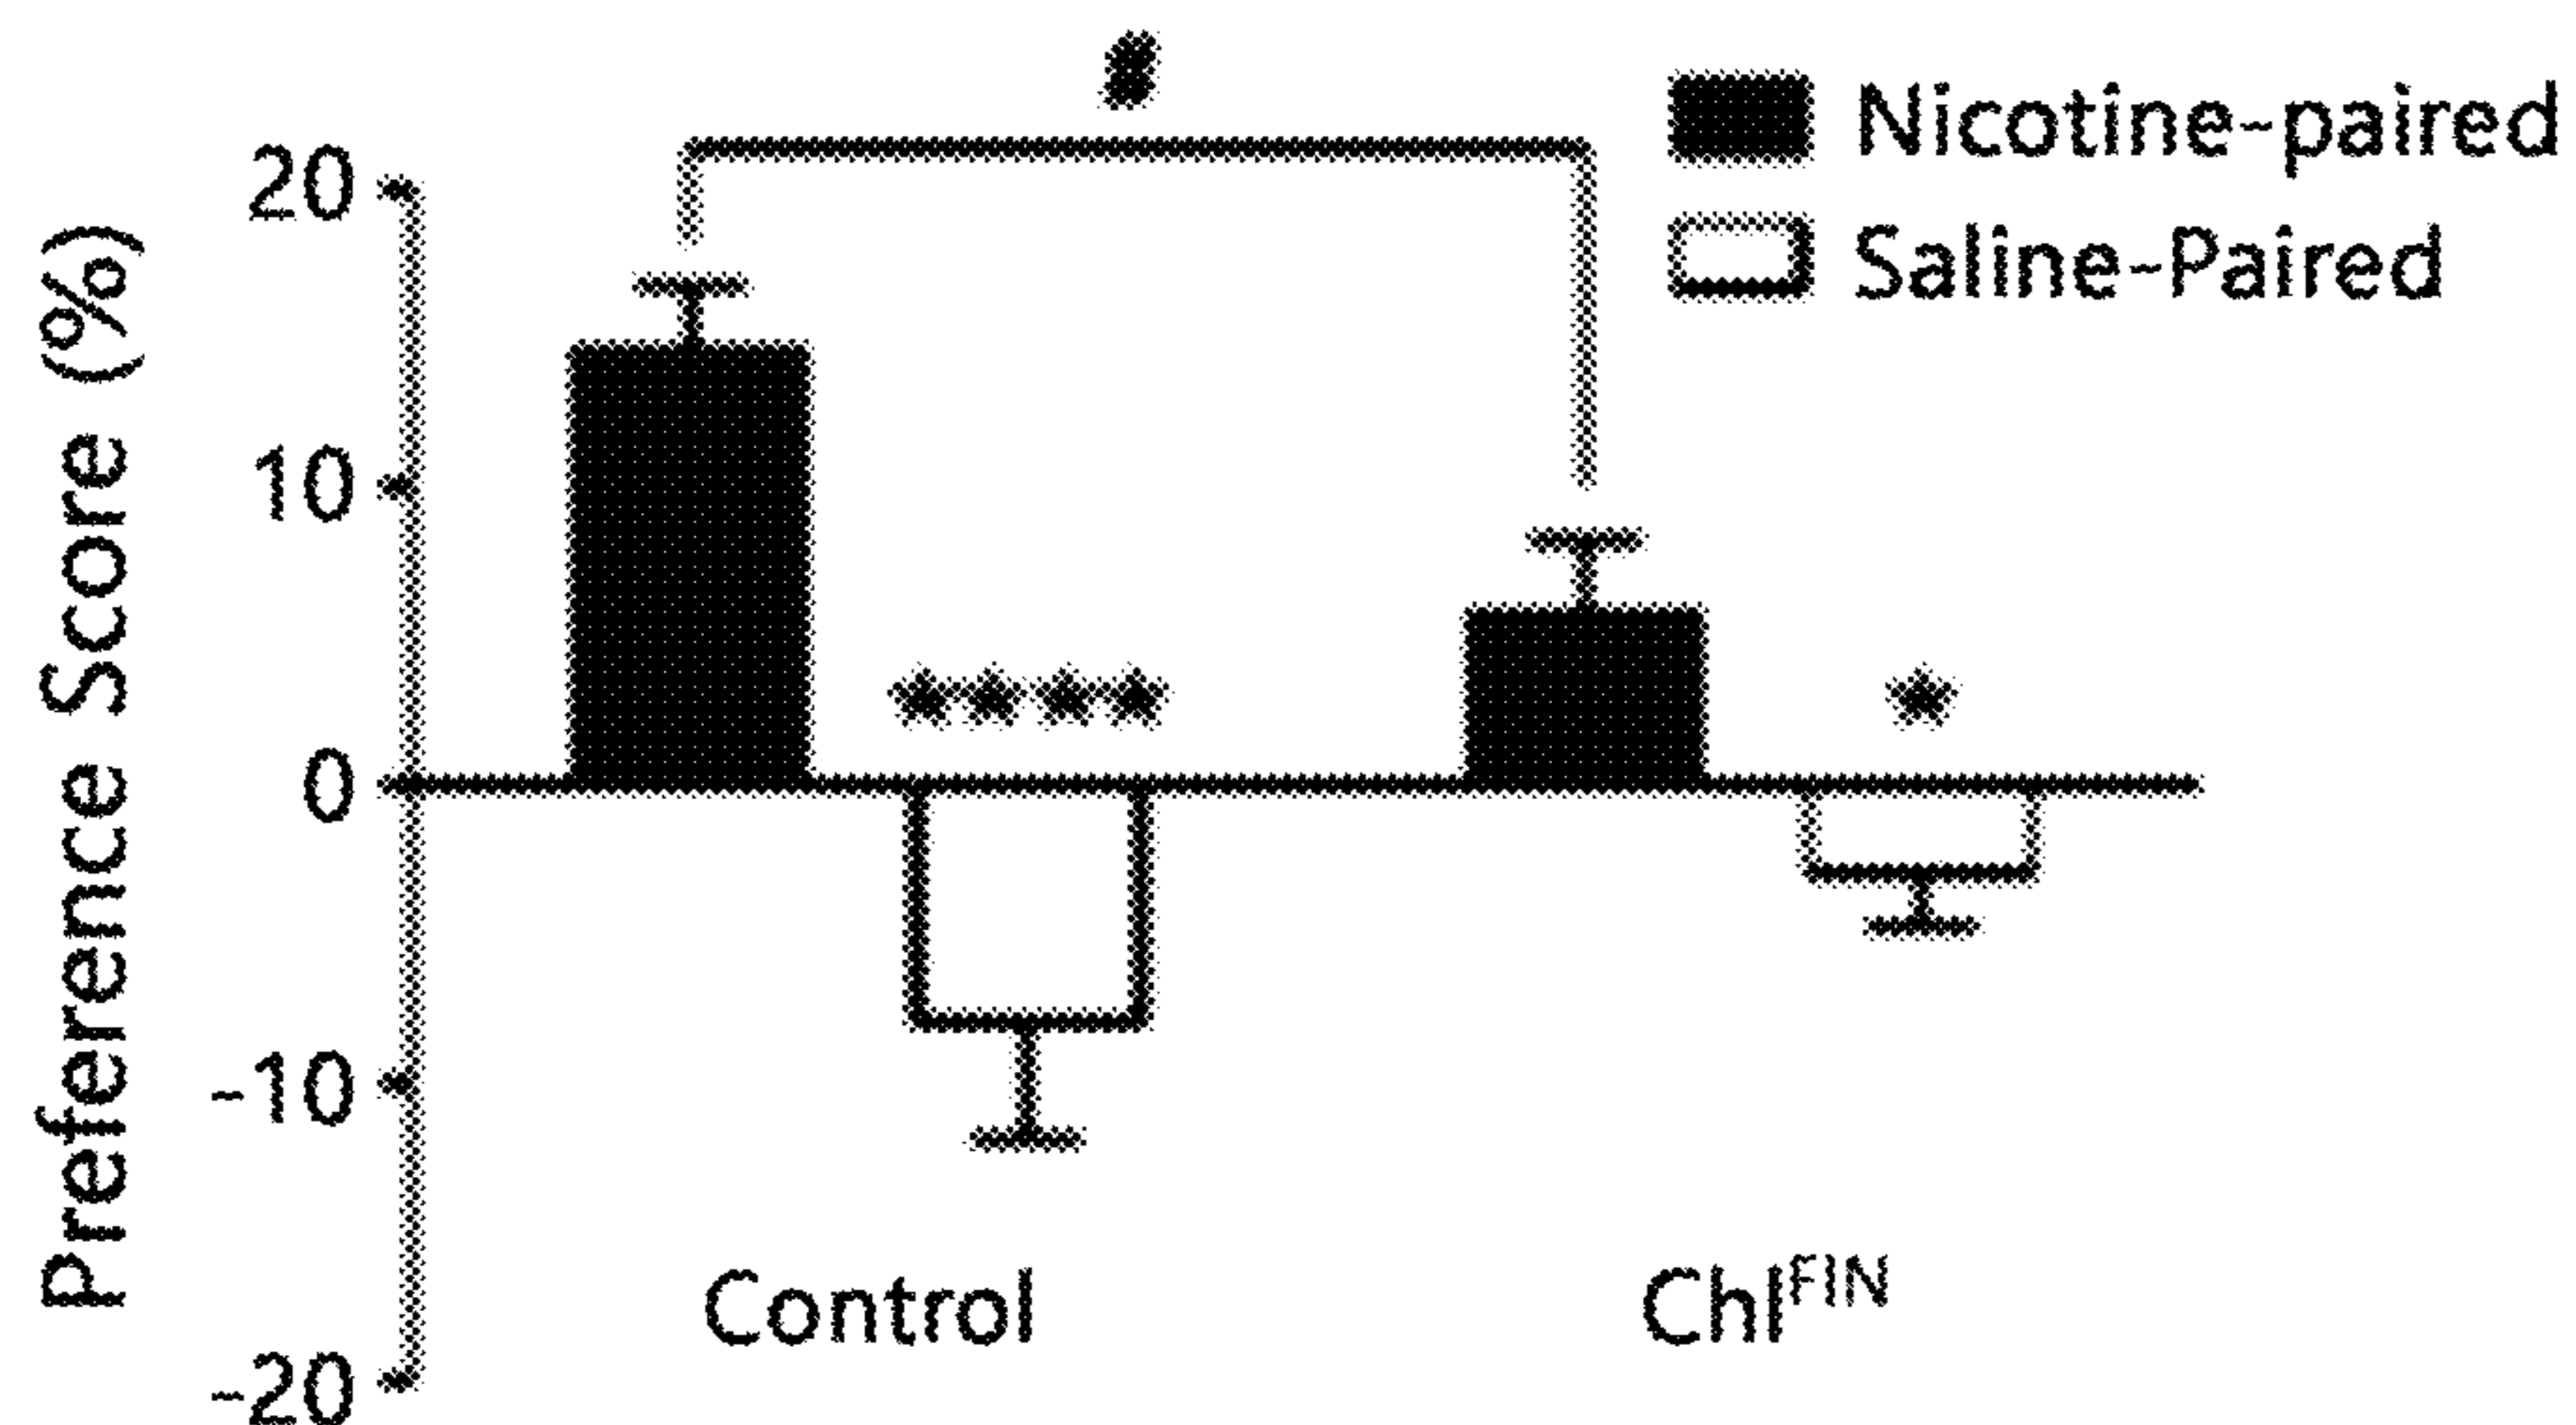 #
Nicotine-paired
Saline-Paired
Preference Score (%)
20
10
0
-10
-20
****
*
Control
Chl^FIN